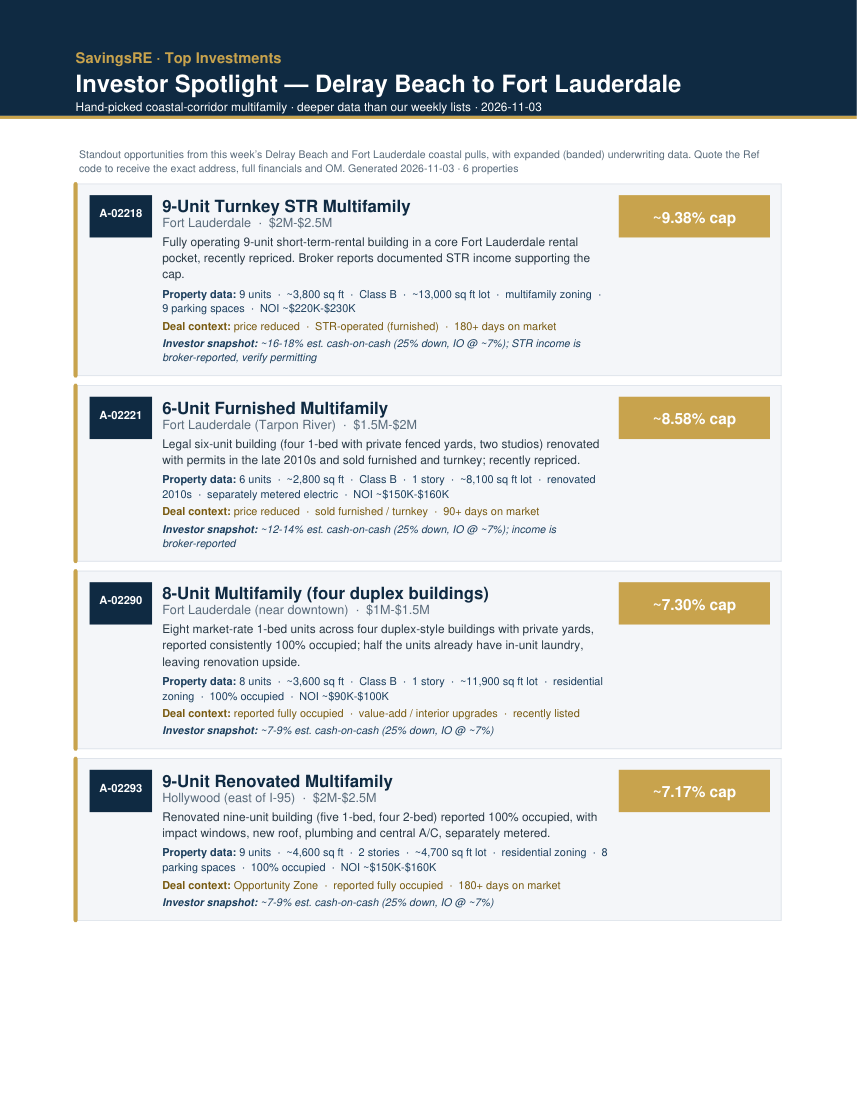 SavingsRE · Top Investments
Investor Spotlight — Delray Beach to Fort Lauderdale
Hand-picked coastal-corridor multifamily · deeper data than our weekly lists · 2026-11-03
Standout opportunities from this week's Delray Beach and Fort Lauderdale coastal pulls, with expanded (banded) underwriting data. Quote the Ref
code to receive the exact address, full financials and OM. Generated 2026-11-03 · 6 properties
A-02218
9-Unit Turnkey STR Multifamily
~9.38% cap
Fort Lauderdale · $2M-$2.5M
Fully operating 9-unit short-term-rental building in a core Fort Lauderdale rental
pocket, recently repriced. Broker reports documented STR income supporting the
cap.
Property data: 9 units · ~3,800 sq ft · Class B · ~13,000 sq ft lot · multifamily zoning ·
9 parking spaces · NOI ~$220K-$230K
Deal context: price reduced · STR-operated (furnished) · 180+ days on market
Investor snapshot: ~16-18% est. cash-on-cash (25% down, IO @ ~7%); STR income is
broker-reported, verify permitting
A-02221
6-Unit Furnished Multifamily
~8.58% cap
Fort Lauderdale (Tarpon River) · $1.5M-$2M
Legal six-unit building (four 1-bed with private fenced yards, two studios) renovated
with permits in the late 2010s and sold furnished and turnkey; recently repriced.
Property data: 6 units · ~2,800 sq ft · Class B · 1 story · ~8,100 sq ft lot · renovated
2010s · separately metered electric · NOI ~$150K-$160K
Deal context: price reduced · sold furnished / turnkey · 90+ days on market
Investor snapshot: ~12-14% est. cash-on-cash (25% down, IO @ ~7%); income is
broker-reported
A-02290
8-Unit Multifamily (four duplex buildings)
~7.30% cap
Fort Lauderdale (near downtown) · $1M-$1.5M
Eight market-rate 1-bed units across four duplex-style buildings with private yards,
reported consistently 100% occupied; half the units already have in-unit laundry,
leaving renovation upside.
Property data: 8 units · ~3,600 sq ft · Class B · 1 story · ~11,900 sq ft lot · residential
zoning · 100% occupied · NOI ~$90K-$100K
Deal context: reported fully occupied · value-add / interior upgrades · recently listed
Investor snapshot: ~7-9% est. cash-on-cash (25% down, IO @ ~7%)
A-02293
9-Unit Renovated Multifamily
~7.17% cap
Hollywood (east of I-95) · $2M-$2.5M
Renovated nine-unit building (five 1-bed, four 2-bed) reported 100% occupied, with
impact windows, new roof, plumbing and central A/C, separately metered.
Property data: 9 units · ~4,600 sq ft · 2 stories · ~4,700 sq ft lot · residential zoning · 8
parking spaces · 100% occupied · NOI ~$150K-$160K
Deal context: Opportunity Zone · reported fully occupied · 180+ days on market
Investor snapshot: ~7-9% est. cash-on-cash (25% down, IO @ ~7%)